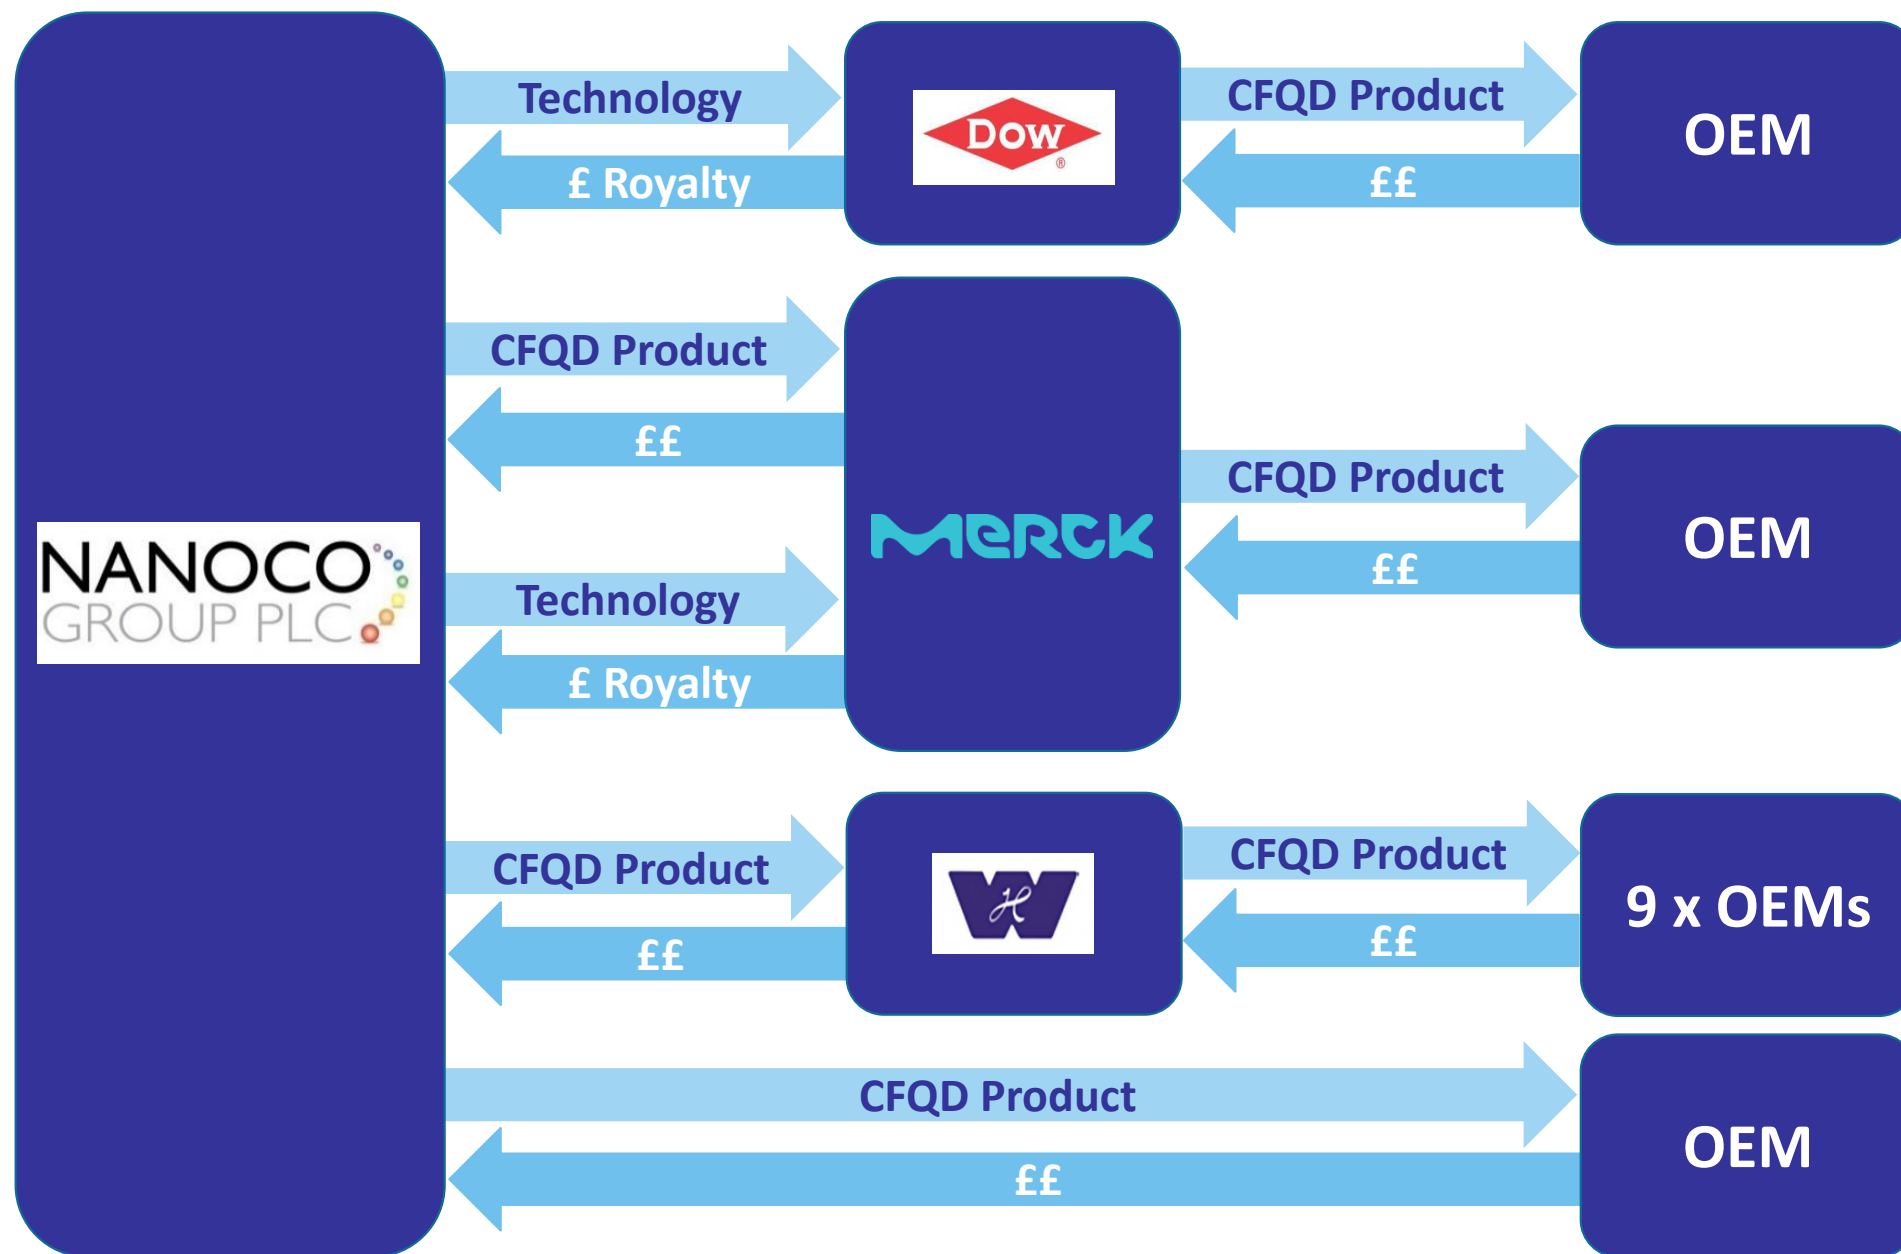 Technology
£ Royalty
DOW
®
CFQD Product
££
OEM
CFQD Product
££
Technology
£ Royalty
MERCK
CFQD Product
££
OEM
NANOCO
GROUP PLC
CFQD Product
££
WH
CFQD Product
££
9 x OEMs
CFQD Product
££
OEM